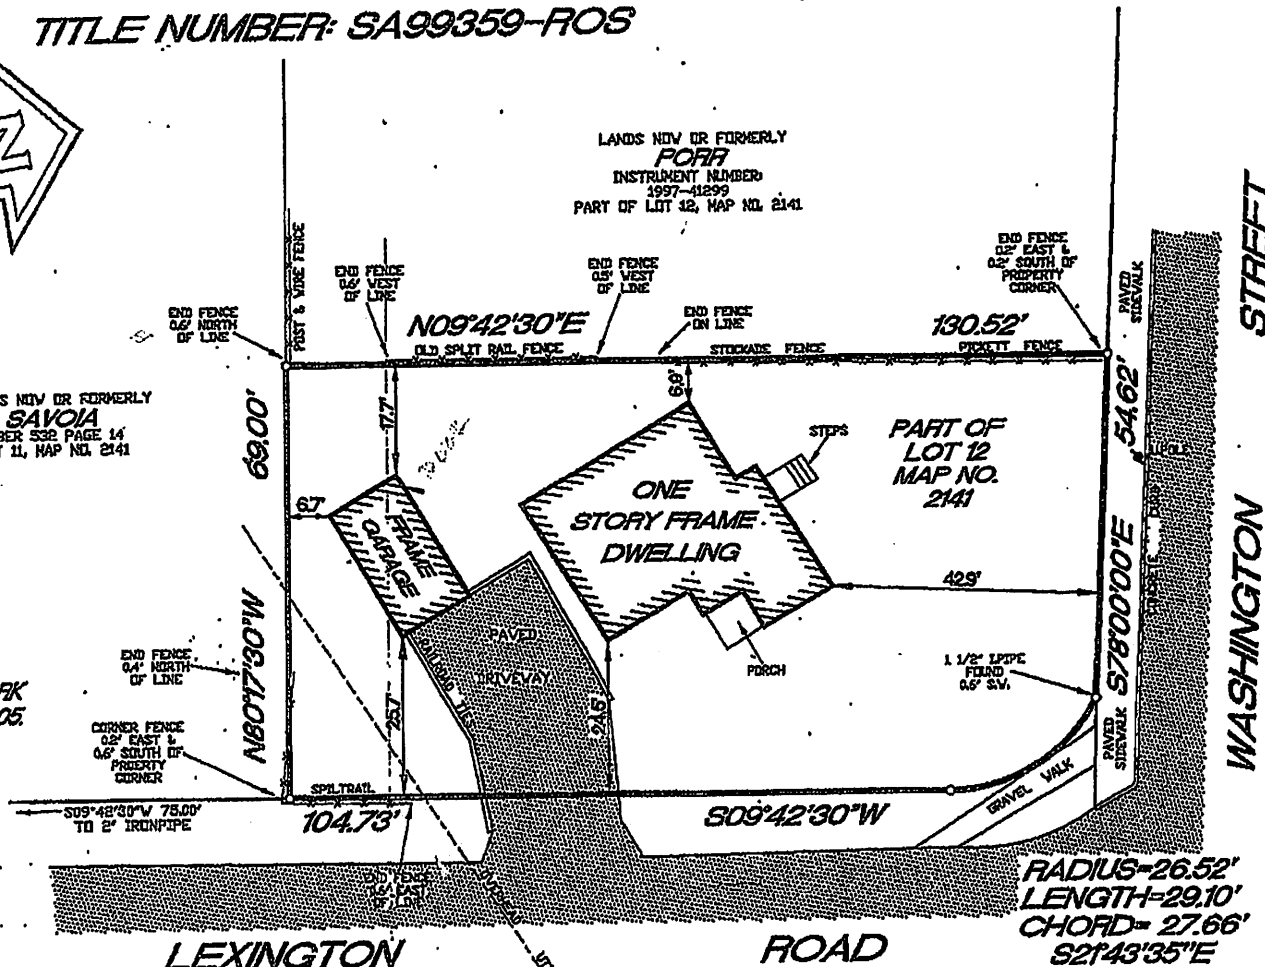 TITLE NUMBER: SA99359-ROS
LANDS NOW OR FORMERLY
PORR
INSTRUMENT NUMBER:
1997-41299
PART OF LOT 12, MAP NO. 2141
POST & WIRE FENCE
END FENCE
0.6' NORTH
OF LINE
END FENCE
0.6' WEST
OF LINE
END FENCE
0.5' WEST
OF LINE
END FENCE
ON LINE
END FENCE
0.2' EAST &
0.2' SOUTH OF
PROPERTY
CORNER
PAVED
SIDEWALK
STREET
N09°42'30"E
130.52'
OLD SPLIT RAIL FENCE
STOCKADE FENCE
PICKETT FENCE
S NOW OR FORMERLY
SAVOIA
BER 532 PAGE 14
11, MAP NO. 2141
69.00'
17.7'
6.9'
54.62'
STEPS
PART OF
LOT 12
MAP NO.
2141
6.7'
FRAME
GARAGE
ONE
STORY FRAME
DWELLING
42.9'
N80°17'30"W
S78°00'00"E
WASHINGTON
PAVED
DRIVEWAY
RAILROAD TIES
PORCH
END FENCE
0.4' NORTH
OF LINE
1 1/2" I.PIPE
FOUND
0.6' S.W.
RK
05.
CORNER FENCE
0.2' EAST &
0.6' SOUTH OF
PROERTY
CORNER
25.7'
24.5'
PAVED
SIDEWALK
GRAVEL WALK
SPILTRAIL
S09°42'30"W 75.00'
TO 2" IRONPIPE
104.73'
S09°42'30"W
END FENCE
0.6' EAST
OF LINE
OVERHEAD
RADIUS=26.52'
LENGTH=29.10'
CHORD= 27.66'
S21°43'35"E
LEXINGTON ROAD